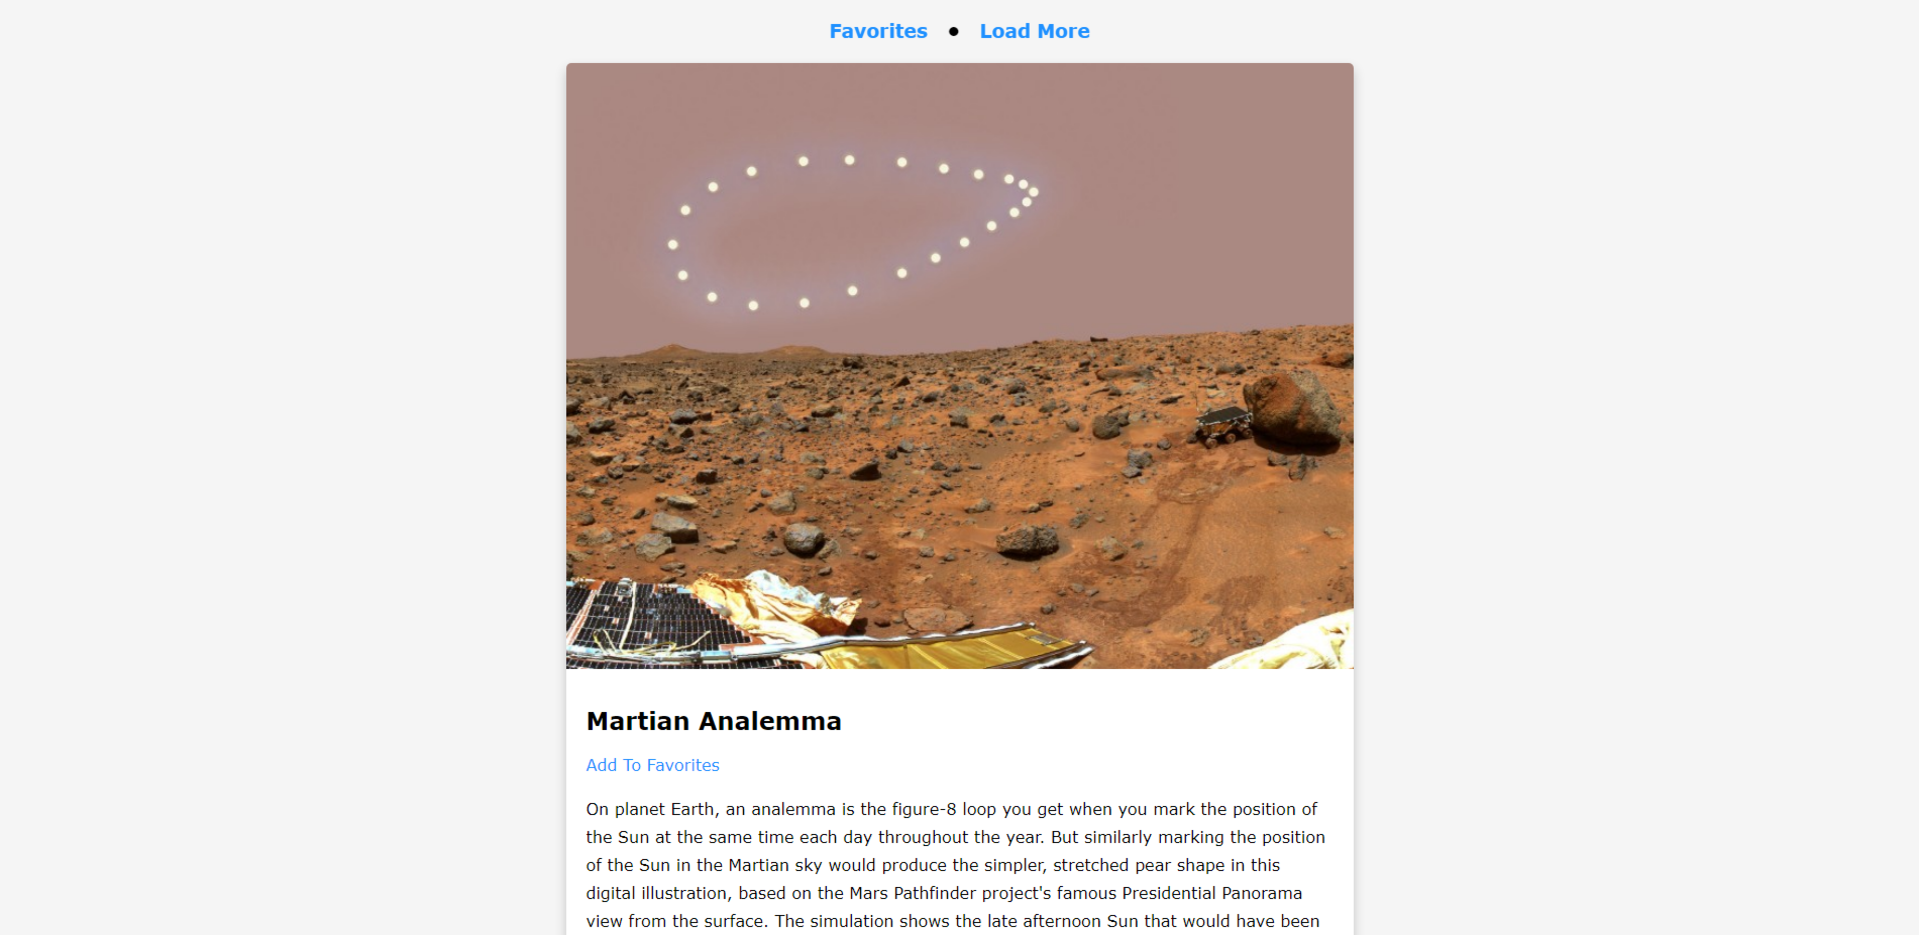 Favorites • Load More
Martian Analemma
Add To Favorites
On planet Earth, an analemma is the figure-8 loop you get when you mark the position of
the Sun at the same time each day throughout the year. But similarly marking the position
of the Sun in the Martian sky would produce the simpler, stretched pear shape in this
digital illustration, based on the Mars Pathfinder project's famous Presidential Panorama
view from the surface. The simulation shows the late afternoon Sun that would have been